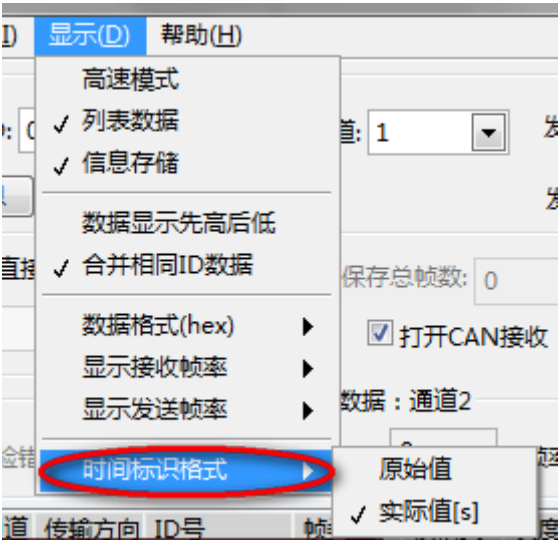 显示(D) 帮助(H)
高速模式
列表数据
道: 1
信息存储
数据显示先高后低
合并相同ID数据
保存总帧数: 0
数据格式(hex)
打开CAN接收
显示接收帧率
显示发送帧率
数据：通道2
时间标识格式
原始值
实际值[s]
道 传输方向 ID号